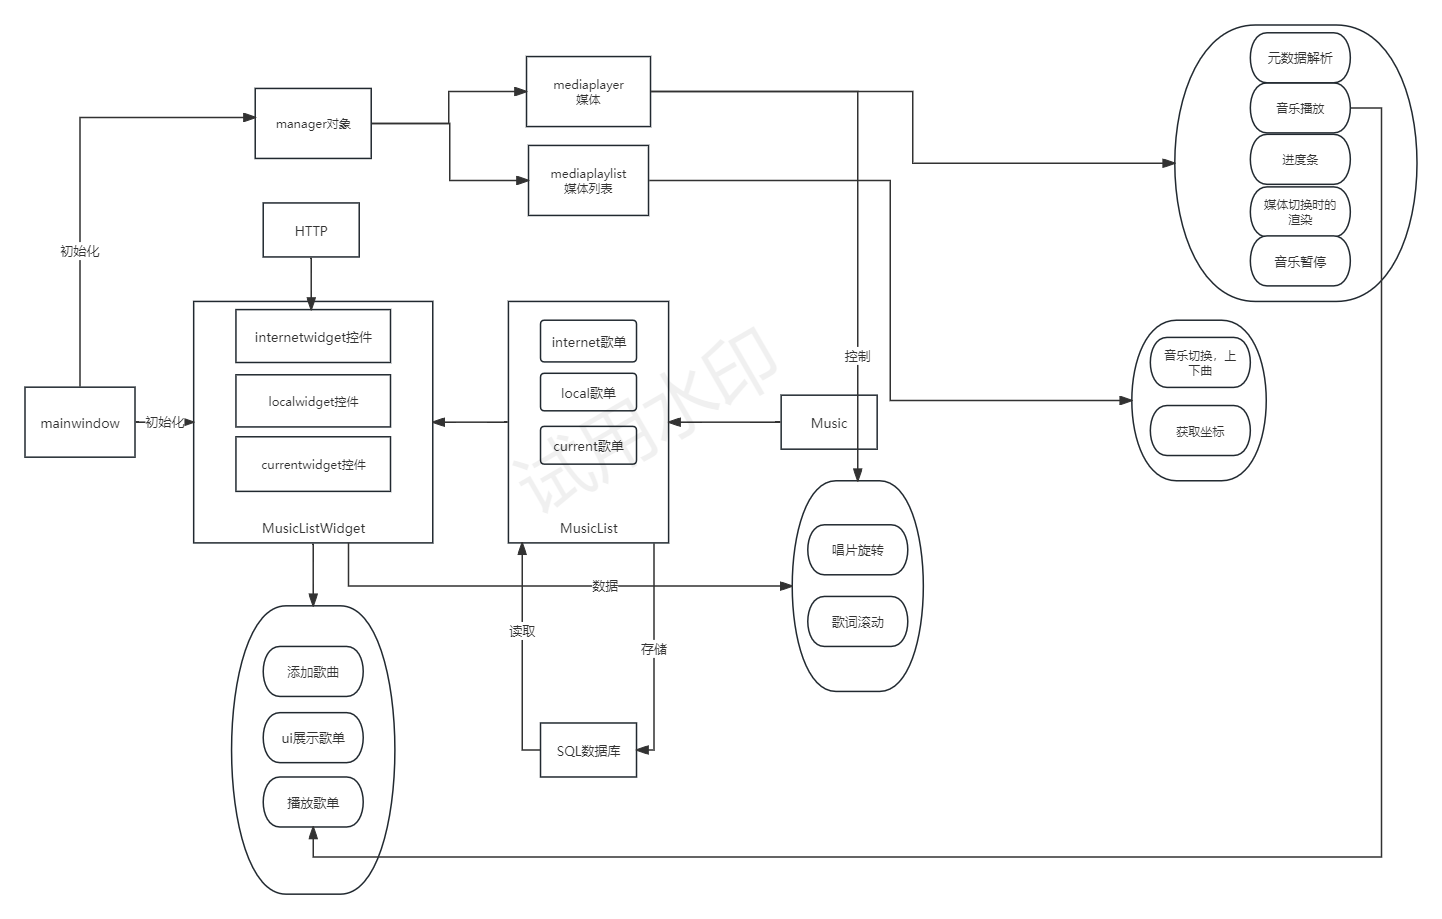 元数据解析
mediaplayer
媒体
音乐播放
manager对象
进度条
mediaplaylist
媒体列表
媒体切换时的
渲染
HTTP
初始化
音乐暂停
internetwidget控件
internet歌单
控制
音乐切换，上
下曲
local歌单
localwidget控件
mainwindow
初始化
Music
获取坐标
current歌单
currentwidget控件
MusicListWidget
MusicList
试用水印
唱片旋转
数据
歌词滚动
读取
存储
添加歌曲
ui展示歌单
SQL数据库
播放歌单